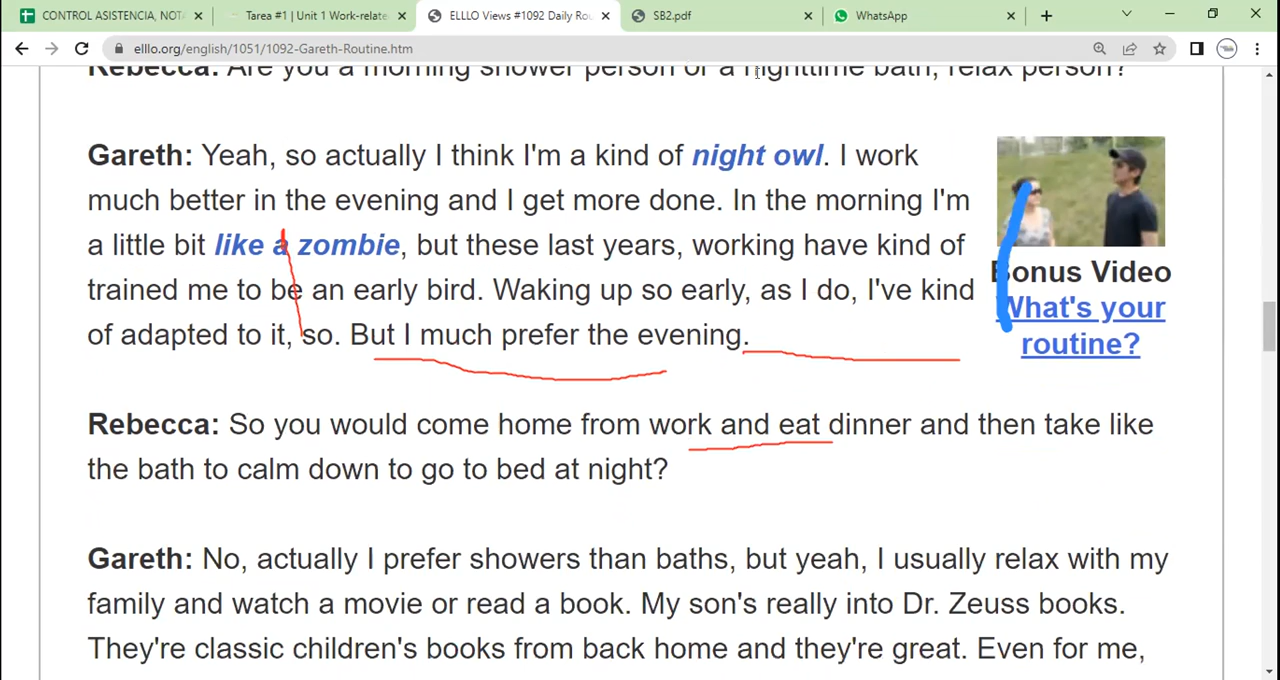 CONTROL ASISTENCIA, NOT
Tarea #1 | Unit 1 Work-relate
ELLLO Views #1092 Daily Rou
SB2.pdf
WhatsApp
elllo.org/english/1051/1092-Gareth-Routine.htm
Rebecca: Are you a morning shower person or a nighttime bath, relax person?
Gareth: Yeah, so actually I think I'm a kind of night owl. I work
much better in the evening and I get more done. In the morning I'm
a little bit like a zombie, but these last years, working have kind of
trained me to be an early bird. Waking up so early, as I do, I've kind
of adapted to it, so. But I much prefer the evening.
Bonus Video
What's your
routine?
Rebecca: So you would come home from work and eat dinner and then take like
the bath to calm down to go to bed at night?
Gareth: No, actually I prefer showers than baths, but yeah, I usually relax with my
family and watch a movie or read a book. My son's really into Dr. Zeuss books.
They're classic children's books from back home and they're great. Even for me,